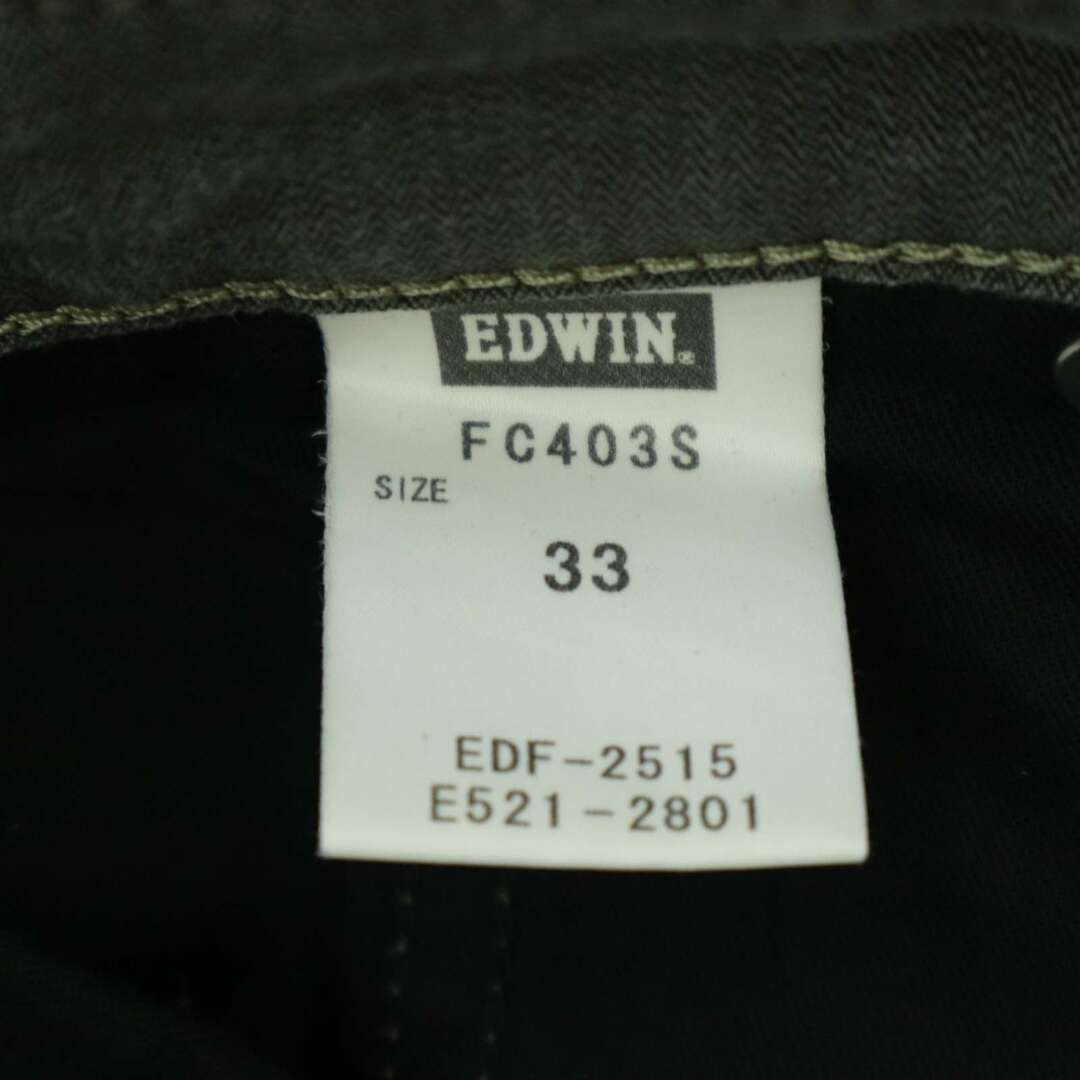 EDWIN®
FC403S
SIZE
33
EDF-2515
E521-2801